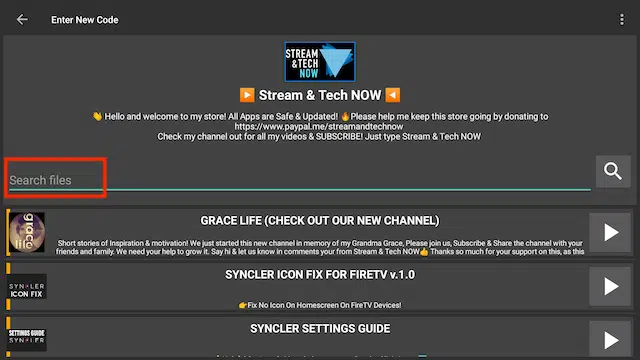 Enter New Code
STREAM
& TECH
NOW
Stream & Tech NOW
👋 Hello and welcome to my store! All Apps are Safe & Updated! 🔥Please help me keep this store going by donating to
https://www.paypal.me/streamandtechnow
Check my channel out for all my videos & SUBSCRIBE! Just type Stream & Tech NOW
Search files
grace
life
GRACE LIFE (CHECK OUT OUR NEW CHANNEL)
Short stories of Inspiration & motivation! We just started this new channel in memory of my Grandma Grace, Please join us, Subscribe & Share the channel with your
friends and family. We need your help to grow it. Say hi & let us know in comments your from Stream & Tech NOW👍 Thanks so much for your support on this, as this
SYNCLER
ICON FIX
SYNCLER ICON FIX FOR FIRETV v.1.0
👉Fix No Icon On Homescreen On FireTV Devices!
SETTINGS GUIDE
SYNCLER
SYNCLER SETTINGS GUIDE